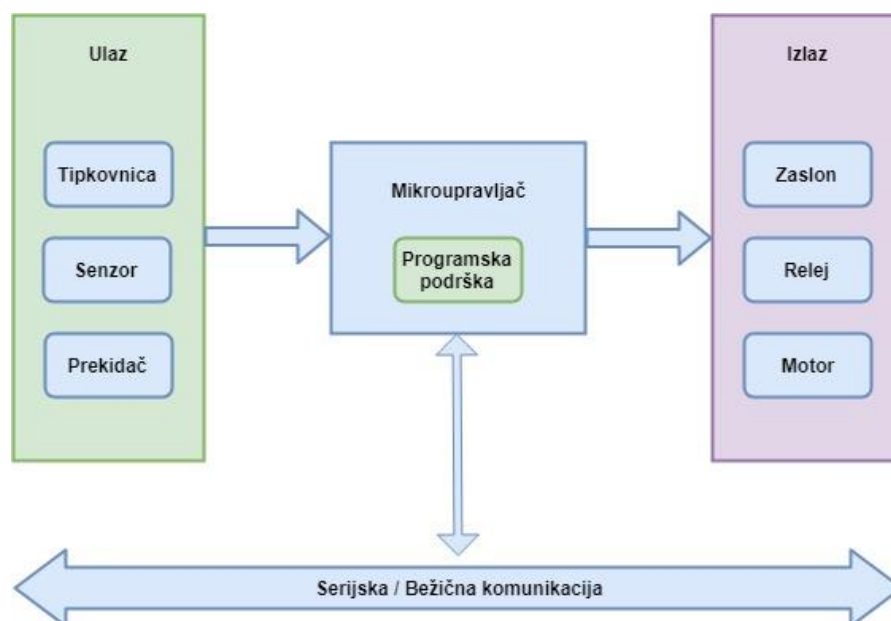 Ulaz
Tipkovnica
Senzor
Prekidač
Mikroupravljač
Programska
podrška
Izlaz
Zaslon
Relej
Motor
Serijska / Bežična komunikacija